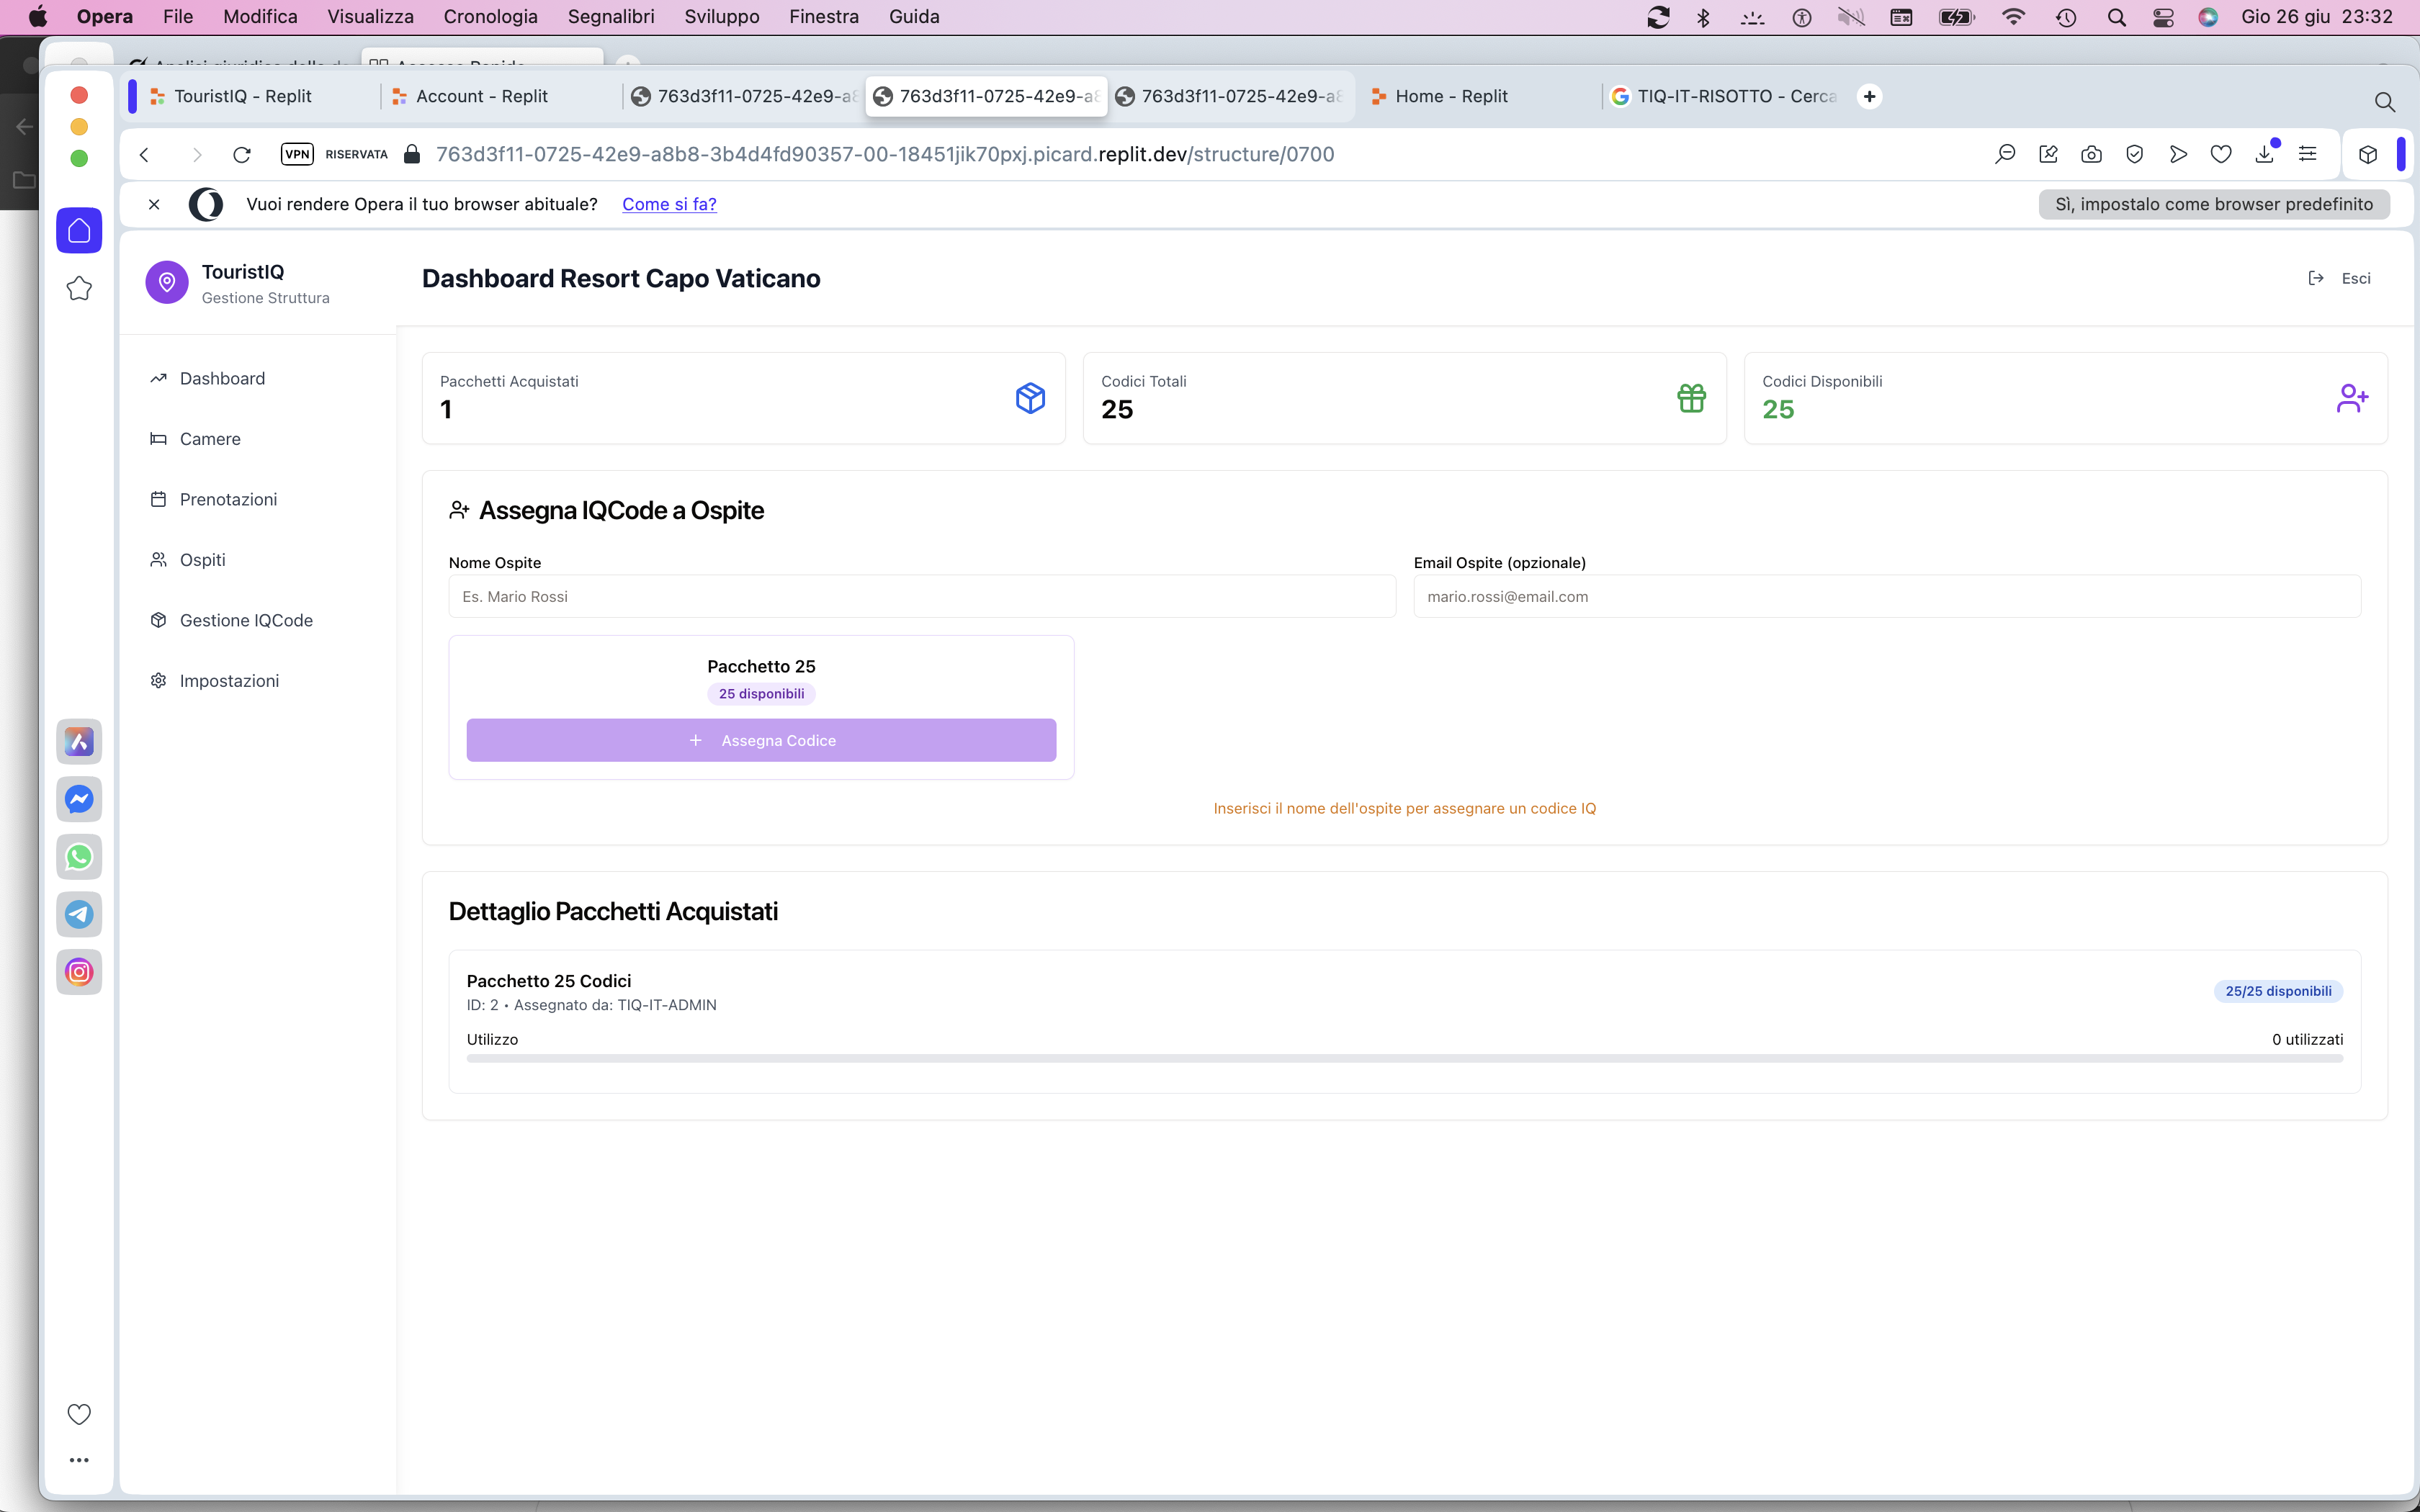 Opera File Modifica Visualizza Cronologia Segnalibri Sviluppo Finestra Guida Gio 26 giu 23:32
TouristIQ - Replit Account - Replit 763d3f11-0725-42e9-a8 763d3f11-0725-42e9-a8 763d3f11-0725-42e9-a8 Home - Replit TIQ-IT-RISOTTO - Cerca
VPN RISERVATA 763d3f11-0725-42e9-a8b8-3b4d4fd90357-00-18451jik70pxj.picard.replit.dev/structure/0700
Vuoi rendere Opera il tuo browser abituale? Come si fa? Sì, impostalo come browser predefinito
TouristIQ
Gestione Struttura
Dashboard Resort Capo Vaticano
Esci
Dashboard
Camere
Prenotazioni
Ospiti
Gestione IQCode
Impostazioni
Pacchetti Acquistati
1
Codici Totali
25
Codici Disponibili
25
Assegna IQCode a Ospite
Nome Ospite
Es. Mario Rossi
Email Ospite (opzionale)
mario.rossi@email.com
Pacchetto 25
25 disponibili
+ Assegna Codice
Inserisci il nome dell'ospite per assegnare un codice IQ
Dettaglio Pacchetti Acquistati
Pacchetto 25 Codici
ID: 2 • Assegnato da: TIQ-IT-ADMIN
25/25 disponibili
Utilizzo
0 utilizzati